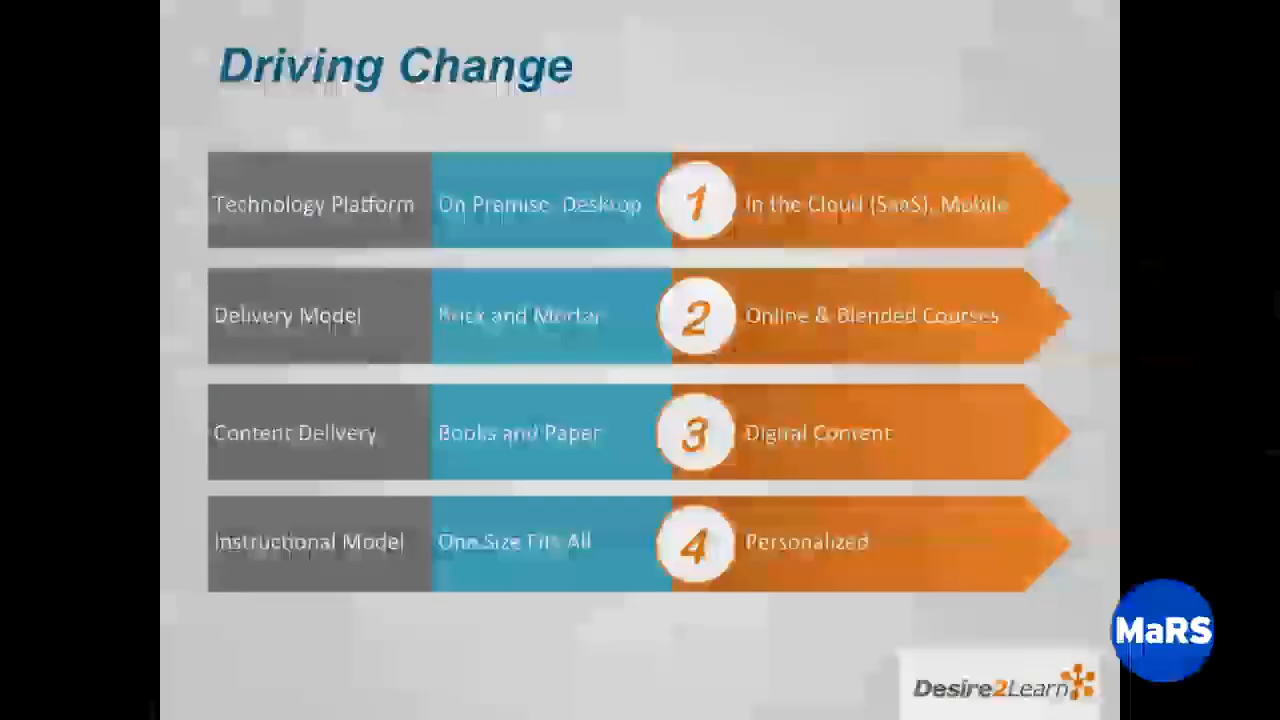 Driving Change
Technology Platform On Premise, Desktop 1 In the Cloud (SaaS), Mobile
Delivery Model Brick and Mortar 2 Online & Blended Courses
Content Delivery Books and Paper 3 Digital Content
Instructional Model One Size Fits All 4 Personalized
MaRS
Desire2Learn